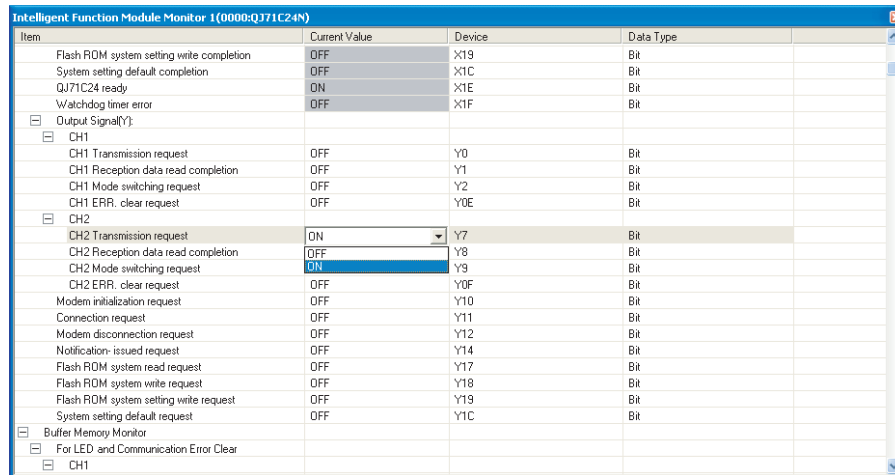 Intelligent Function Module Monitor 1(0000:QJ71C24N)
Item Current Value Device Data Type
Flash ROM system setting write completion OFF X19 Bit
System setting default completion OFF X1C Bit
QJ71C24 ready ON X1E Bit
Watchdog timer error OFF X1F Bit
Output Signal(Y):
CH1
CH1 Transmission request OFF Y0 Bit
CH1 Reception data read completion OFF Y1 Bit
CH1 Mode switching request OFF Y2 Bit
CH1 ERR. clear request OFF Y0E Bit
CH2
CH2 Transmission request ON Y7 Bit
CH2 Reception data read completion OFF Y8 Bit
CH2 Mode switching request ON Y9 Bit
CH2 ERR. clear request OFF Y0F Bit
Modem initialization request OFF Y10 Bit
Connection request OFF Y11 Bit
Modem disconnection request OFF Y12 Bit
Notification- issued request OFF Y14 Bit
Flash ROM system read request OFF Y17 Bit
Flash ROM system write request OFF Y18 Bit
Flash ROM system setting write request OFF Y19 Bit
System setting default request OFF Y1C Bit
Buffer Memory Monitor
For LED and Communication Error Clear
CH1